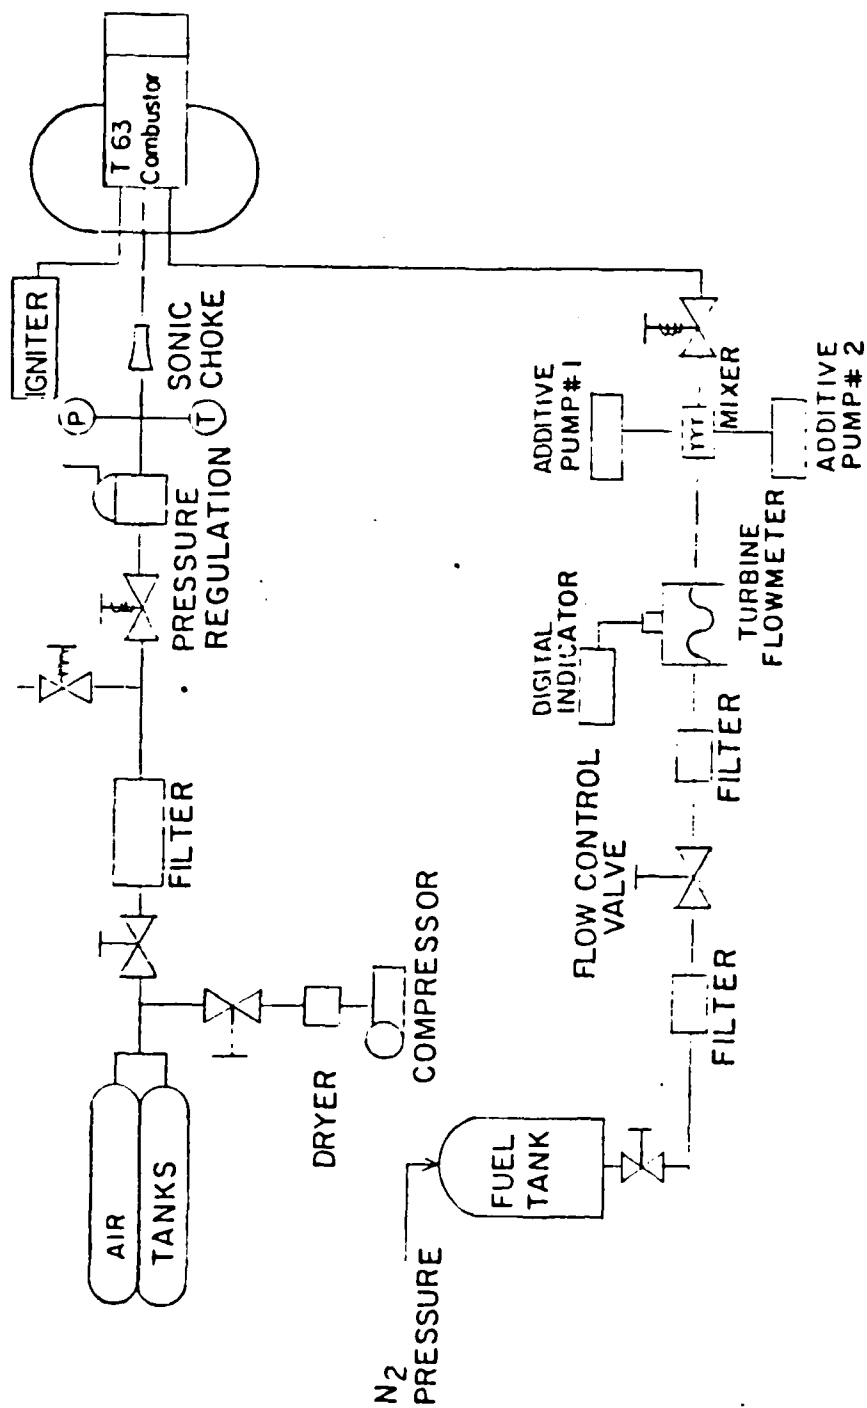 T 63
Combustor
IGNITER
SONIC
CHOKE
P
T
PRESSURE
REGULATION
FILTER
AIR
TANKS
DRYER
COMPRESSOR
N2
PRESSURE
FUEL
TANK
FILTER
FLOW CONTROL
VALVE
FILTER
DIGITAL
INDICATOR
TURBINE
FLOWMETER
ADDITIVE
PUMP#1
MIXER
ADDITIVE
PUMP#2